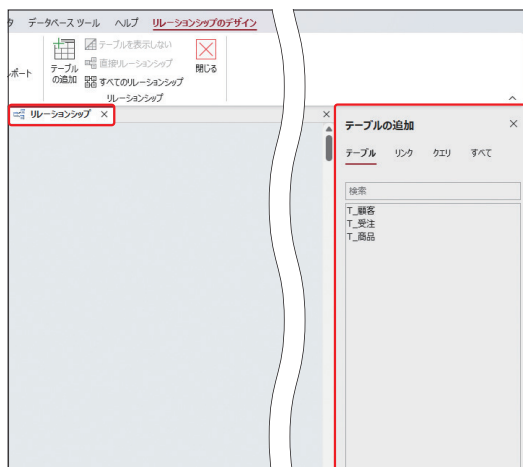 タ データベース ツール ヘルプ リレーションシップのデザイン
ポート
テーブル
の追加
テーブルを表示しない
直接リレーションシップ
すべてのリレーションシップ
閉じる
リレーションシップ
リレーションシップ ×
テーブルの追加
テーブル リンク クエリ すべて
検索
T_顧客
T_受注
T_商品